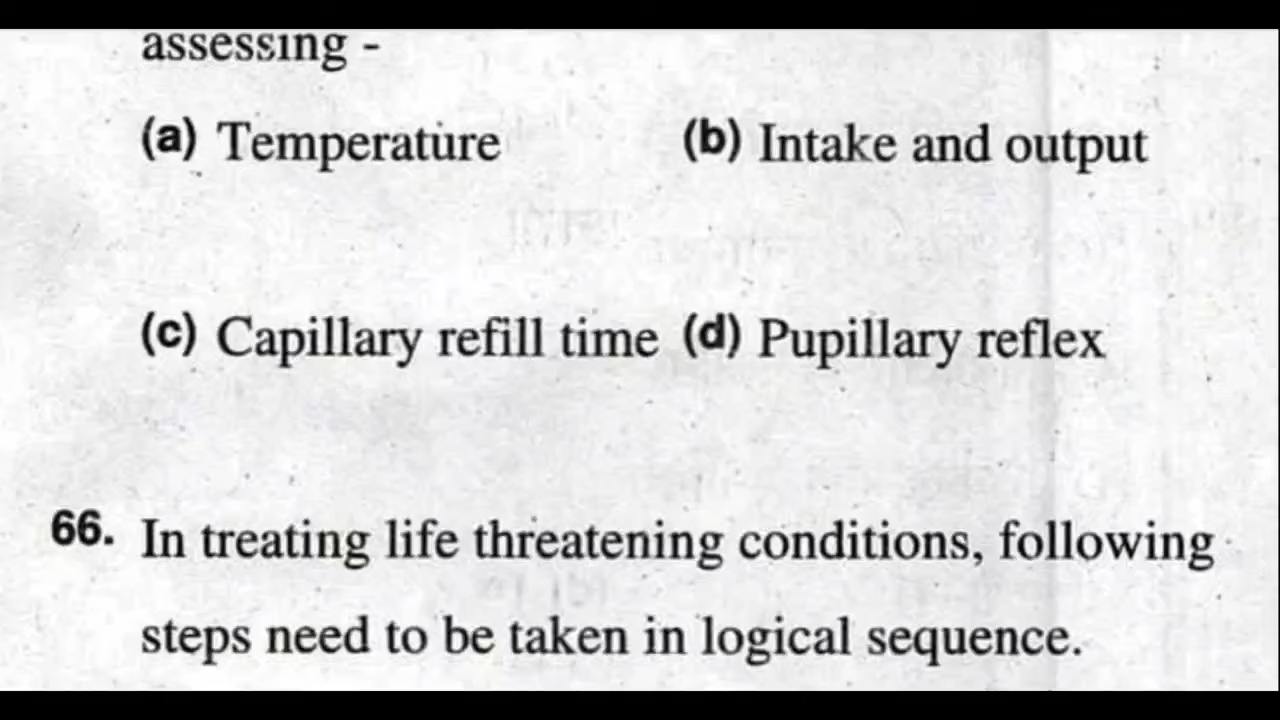 assessing -
(a) Temperature (b) Intake and output
(c) Capillary refill time (d) Pupillary reflex
66. In treating life threatening conditions, following
steps need to be taken in logical sequence.